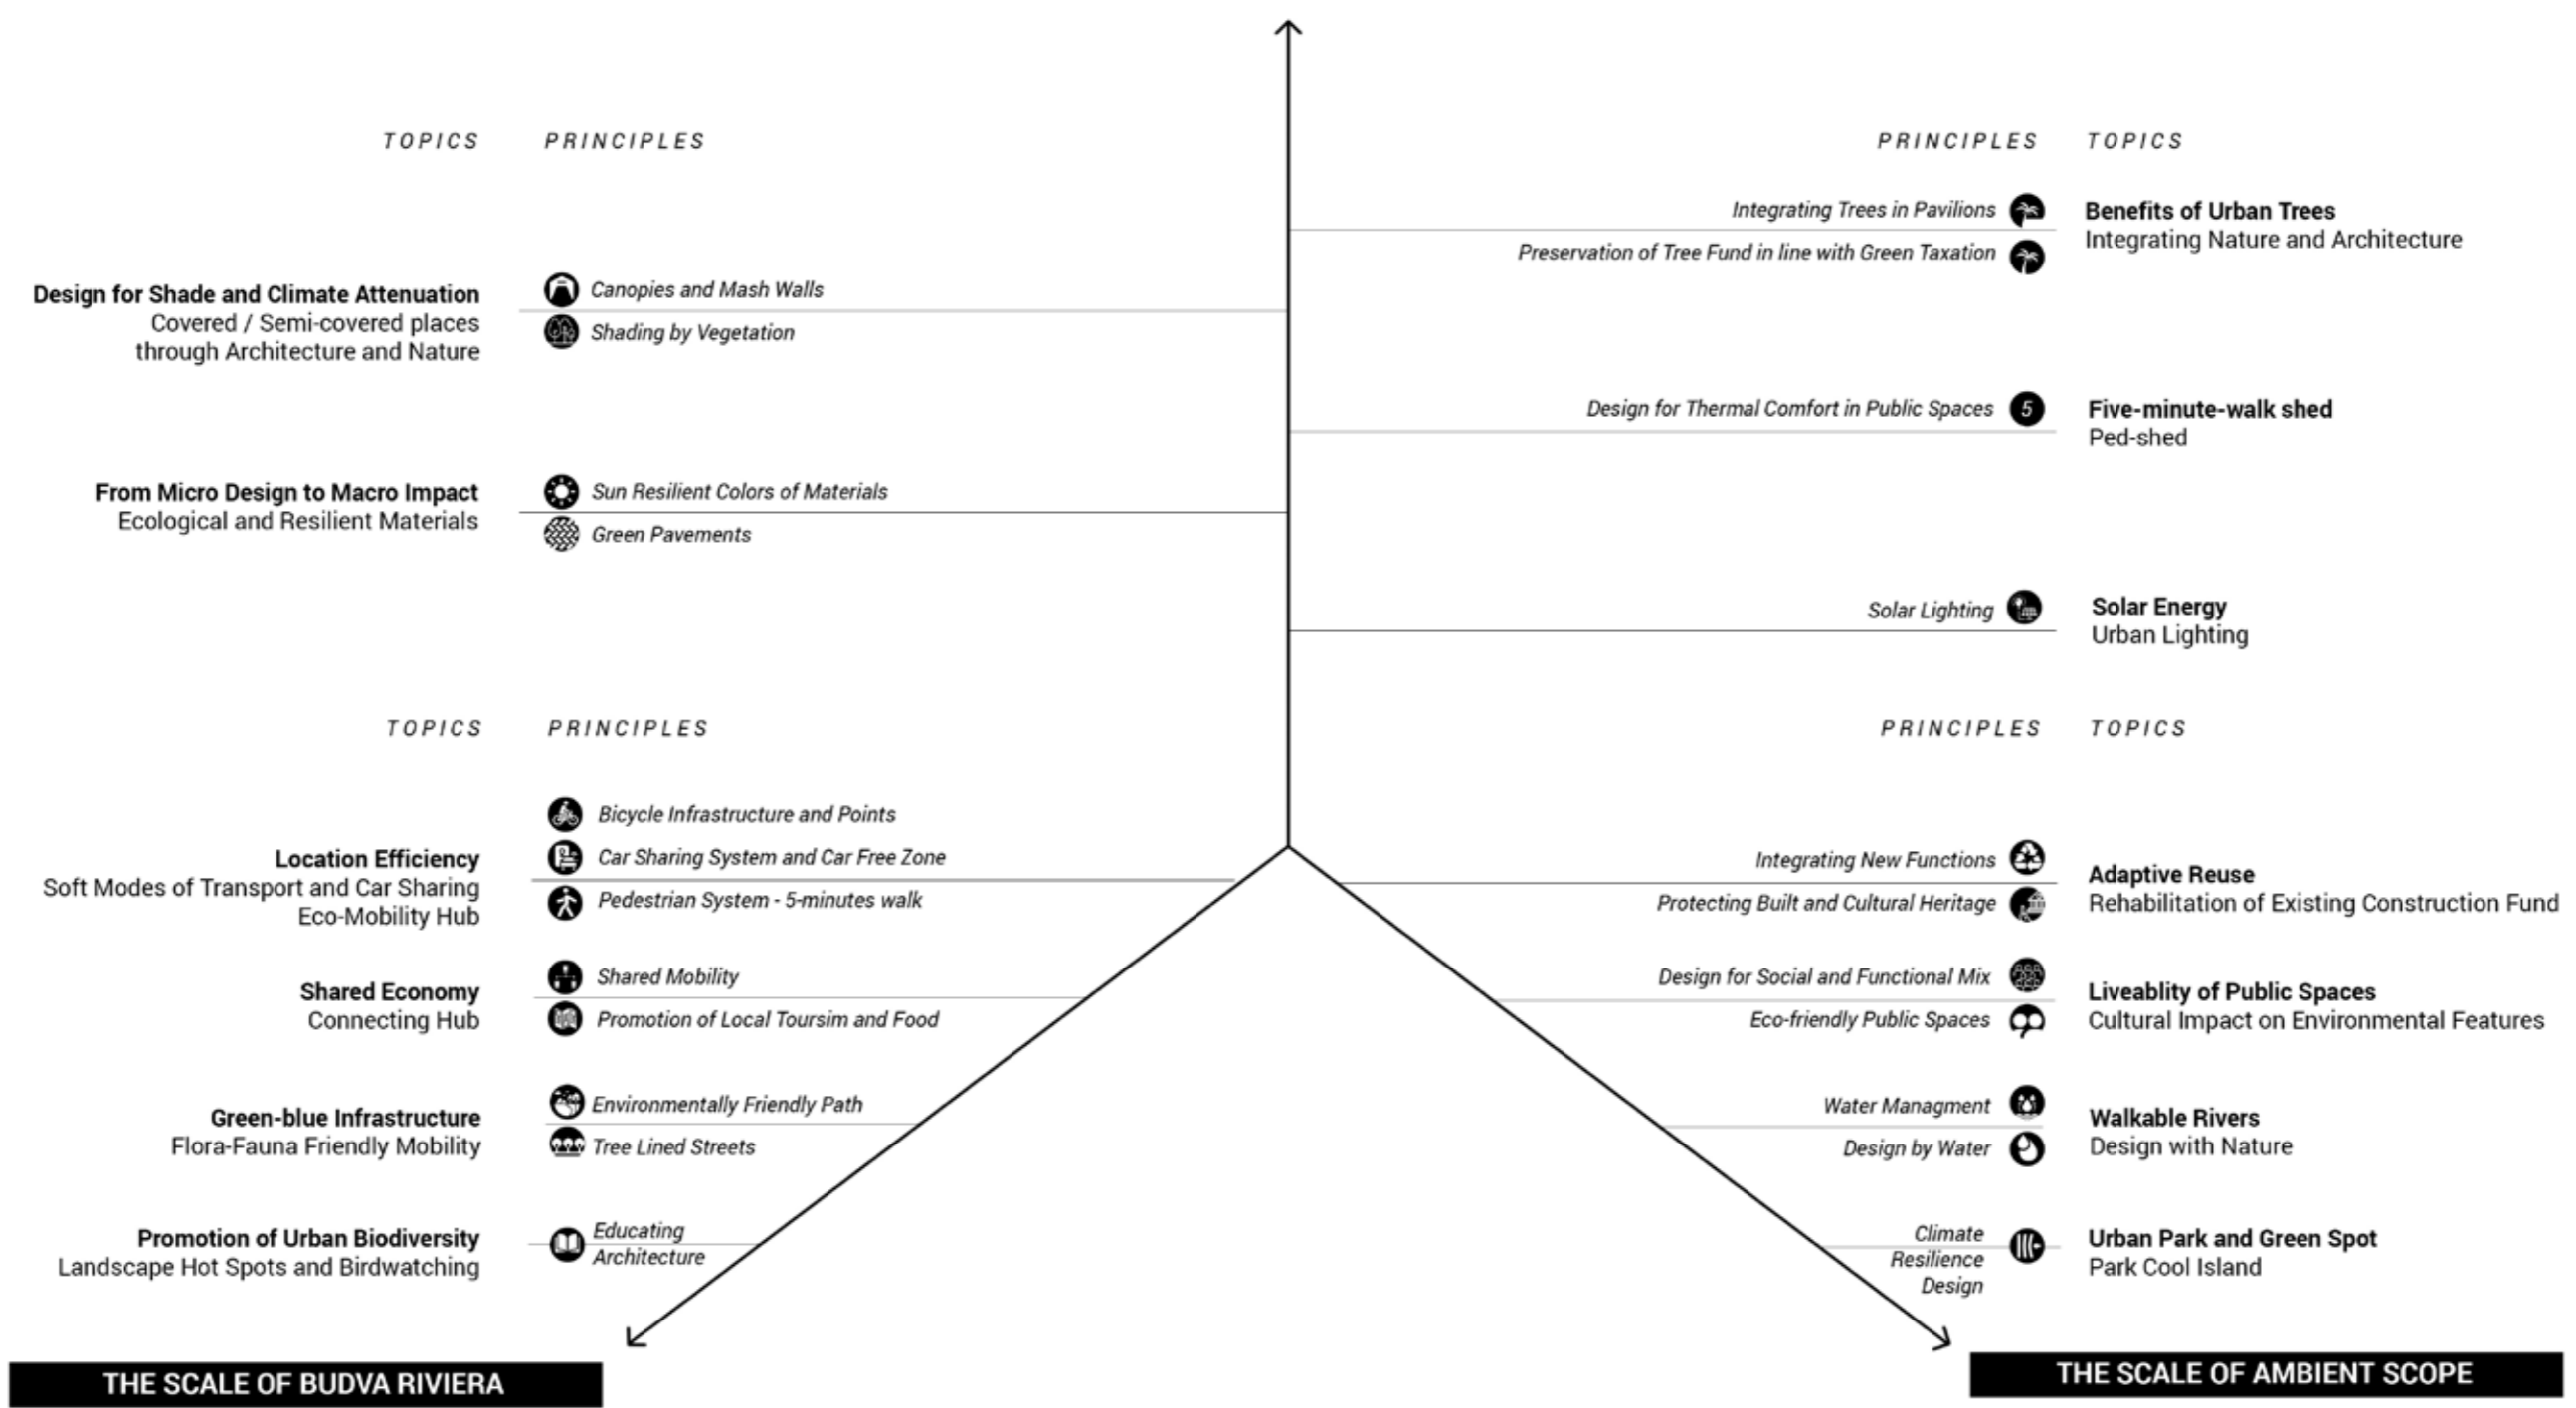 TOPICS PRINCIPLES
Design for Shade and Climate Attenuation
Covered / Semi-covered places
through Architecture and Nature
Canopies and Mash Walls
Shading by Vegetation
From Micro Design to Macro Impact
Ecological and Resilient Materials
Sun Resilient Colors of Materials
Green Pavements
PRINCIPLES TOPICS
Integrating Trees in Pavilions
Preservation of Tree Fund in line with Green Taxation
Benefits of Urban Trees
Integrating Nature and Architecture
Design for Thermal Comfort in Public Spaces
5
Five-minute-walk shed
Ped-shed
Solar Lighting
Solar Energy
Urban Lighting
TOPICS PRINCIPLES
Location Efficiency
Soft Modes of Transport and Car Sharing
Eco-Mobility Hub
Bicycle Infrastructure and Points
Car Sharing System and Car Free Zone
Pedestrian System - 5-minutes walk
Shared Economy
Connecting Hub
Shared Mobility
Promotion of Local Toursim and Food
Green-blue Infrastructure
Flora-Fauna Friendly Mobility
Environmentally Friendly Path
Tree Lined Streets
Promotion of Urban Biodiversity
Landscape Hot Spots and Birdwatching
Educating
Architecture
THE SCALE OF BUDVA RIVIERA
PRINCIPLES TOPICS
Integrating New Functions
Protecting Built and Cultural Heritage
Adaptive Reuse
Rehabilitation of Existing Construction Fund
Design for Social and Functional Mix
Eco-friendly Public Spaces
Liveablity of Public Spaces
Cultural Impact on Environmental Features
Water Managment
Design by Water
Walkable Rivers
Design with Nature
Climate
Resilience
Design
Urban Park and Green Spot
Park Cool Island
THE SCALE OF AMBIENT SCOPE